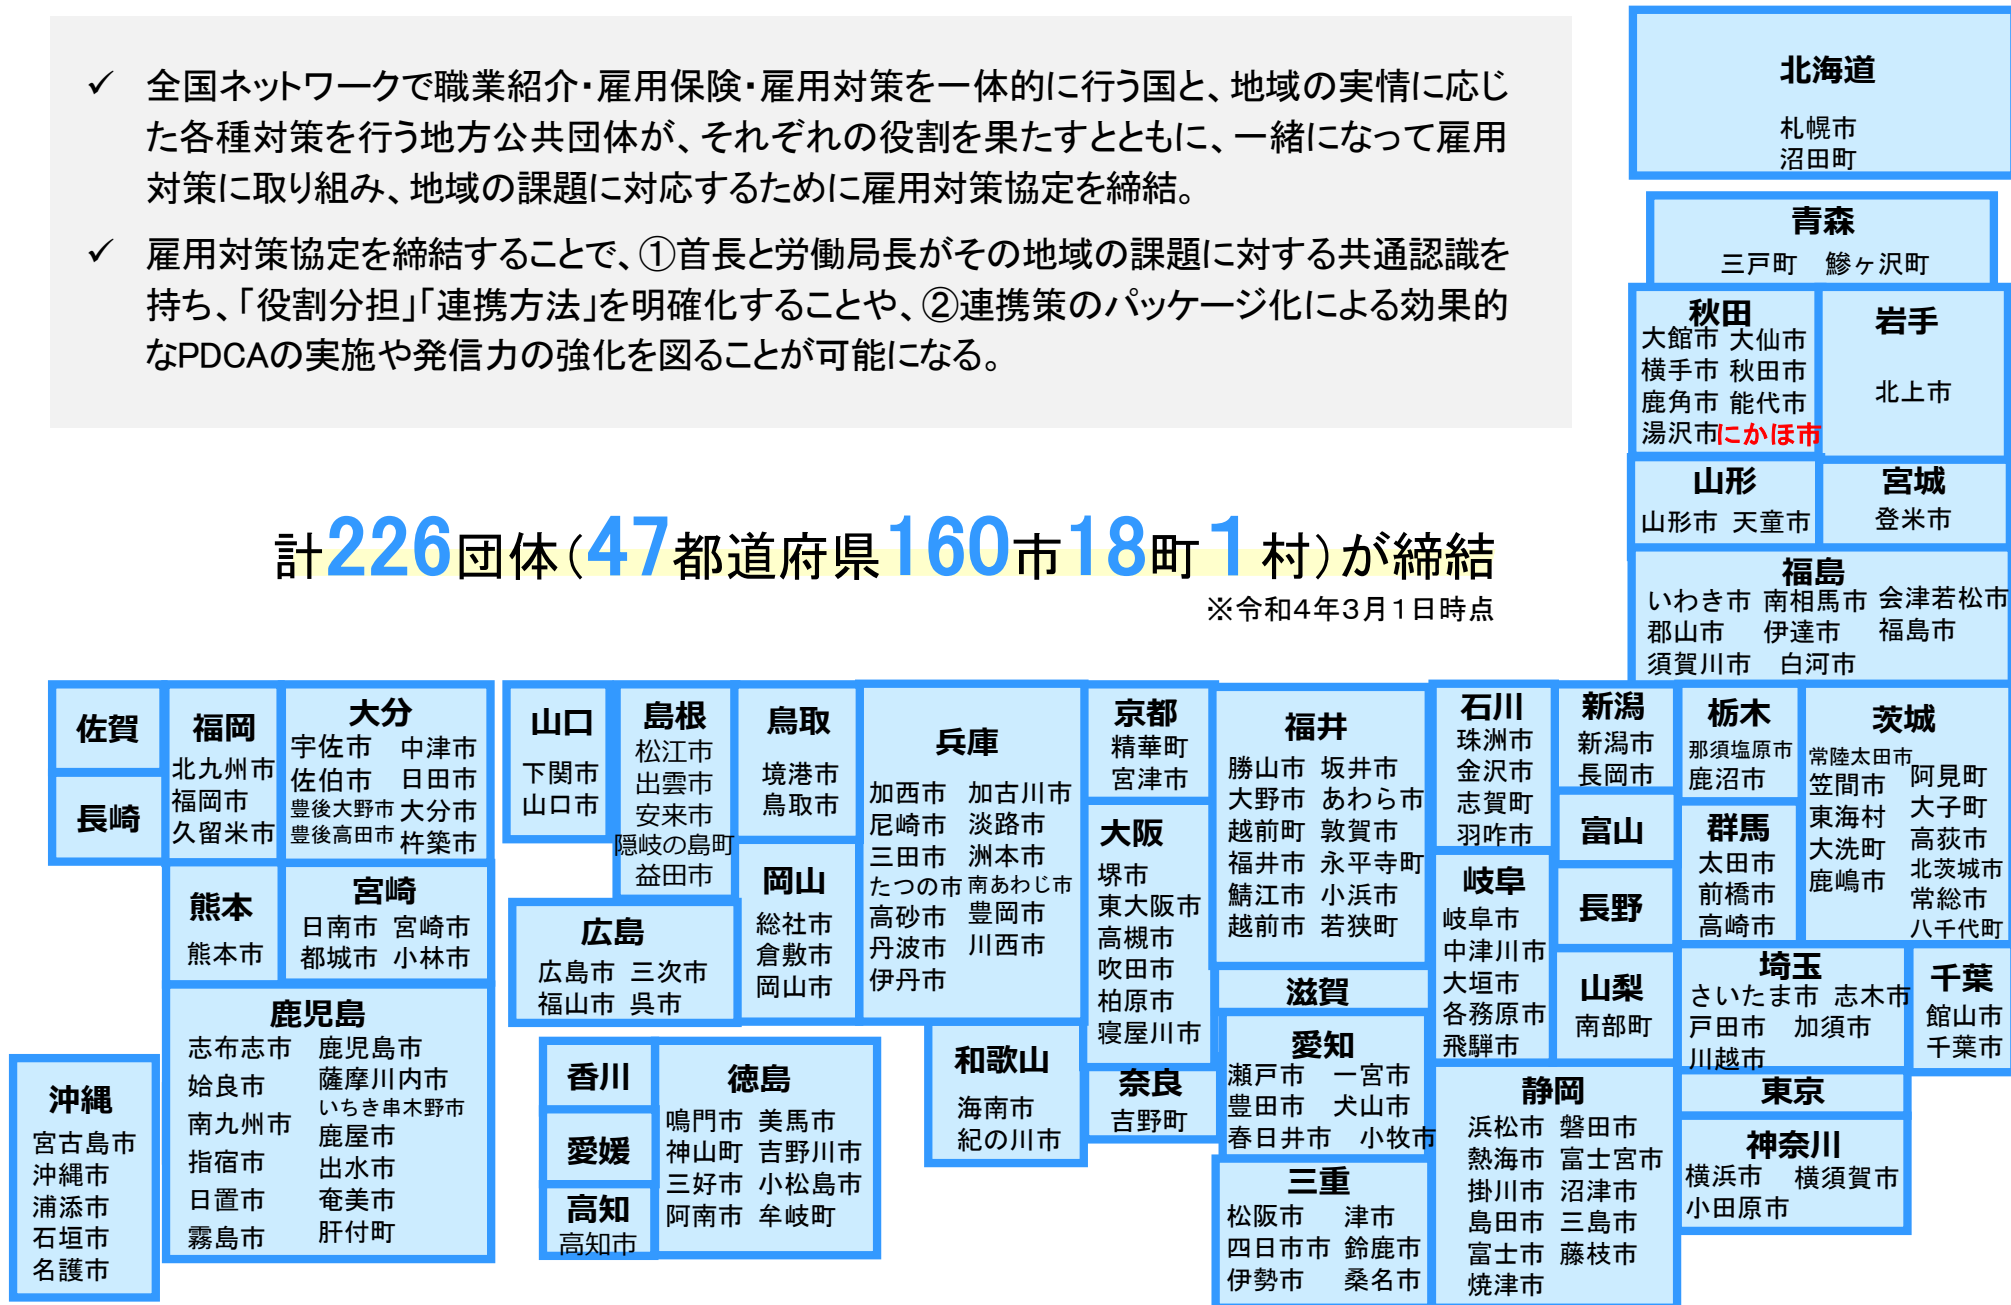 ✓ 全国ネットワークで職業紹介・雇用保険・雇用対策を一体的に行う国と、地域の実情に応じ
た各種対策を行う地方公共団体が、それぞれの役割を果たすとともに、一緒になって雇用
対策に取り組み、地域の課題に対応するために雇用対策協定を締結。
✓ 雇用対策協定を締結することで、①首長と労働局長がその地域の課題に対する共通認識を
持ち、「役割分担」「連携方法」を明確化することや、②連携策のパッケージ化による効果的
なPDCAの実施や発信力の強化を図ることが可能になる。
計226団体(47都道府県160市18町1村)が締結
※令和4年3月1日時点
北海道
札幌市
沼田町
青森
三戸町 鰺ヶ沢町
秋田
大館市 大仙市
横手市 秋田市
鹿角市 能代市
湯沢市 にかほ市
岩手
北上市
山形
山形市 天童市
宮城
登米市
福島
いわき市 南相馬市 会津若松市
郡山市 伊達市 福島市
須賀川市 白河市
佐賀
長崎
福岡
北九州市
福岡市
久留米市
大分
宇佐市 中津市
佐伯市 日田市
豊後大野市 大分市
豊後高田市 杵築市
熊本
熊本市
宮崎
日南市 宮崎市
都城市 小林市
鹿児島
志布志市 鹿児島市
姶良市 薩摩川内市
南九州市 いちき串木野市
指宿市 鹿屋市
日置市 出水市
霧島市 奄美市
肝付町
沖縄
宮古島市
沖縄市
浦添市
石垣市
名護市
山口
下関市
山口市
島根
松江市
出雲市
安来市
隠岐の島町
益田市
鳥取
境港市
鳥取市
広島
広島市 三次市
福山市 呉市
岡山
総社市
倉敷市
岡山市
香川
愛媛
高知
高知市
徳島
鳴門市 美馬市
神山町 吉野川市
三好市 小松島市
阿南市 牟岐町
兵庫
加西市 加古川市
尼崎市 淡路市
三田市 洲本市
たつの市 南あわじ市
高砂市 豊岡市
丹波市 川西市
伊丹市
和歌山
海南市
紀の川市
京都
精華町
宮津市
大阪
堺市
東大阪市
高槻市
吹田市
柏原市
寝屋川市
奈良
吉野町
福井
勝山市 坂井市
大野市 あわら市
越前町 敦賀市
福井市 永平寺町
鯖江市 小浜市
越前市 若狭町
滋賀
愛知
瀬戸市 一宮市
豊田市 犬山市
春日井市 小牧市
三重
松阪市 津市
四日市市 鈴鹿市
伊勢市 桑名市
石川
珠洲市
金沢市
志賀町
羽咋市
岐阜
岐阜市
中津川市
大垣市
各務原市
飛騨市
静岡
浜松市 磐田市
熱海市 富士宮市
掛川市 沼津市
島田市 三島市
富士市 藤枝市
焼津市
新潟
新潟市
長岡市
富山
長野
山梨
南部町
栃木
那須塩原市
鹿沼市
群馬
太田市
前橋市
高崎市
茨城
常陸太田市
笠間市 阿見町
東海村 大子町
大洗町 高萩市
鹿嶋市 北茨城市
常総市
八千代町
埼玉
さいたま市 志木市
戸田市 加須市
川越市
千葉
館山市
千葉市
東京
神奈川
横浜市 横須賀市
小田原市